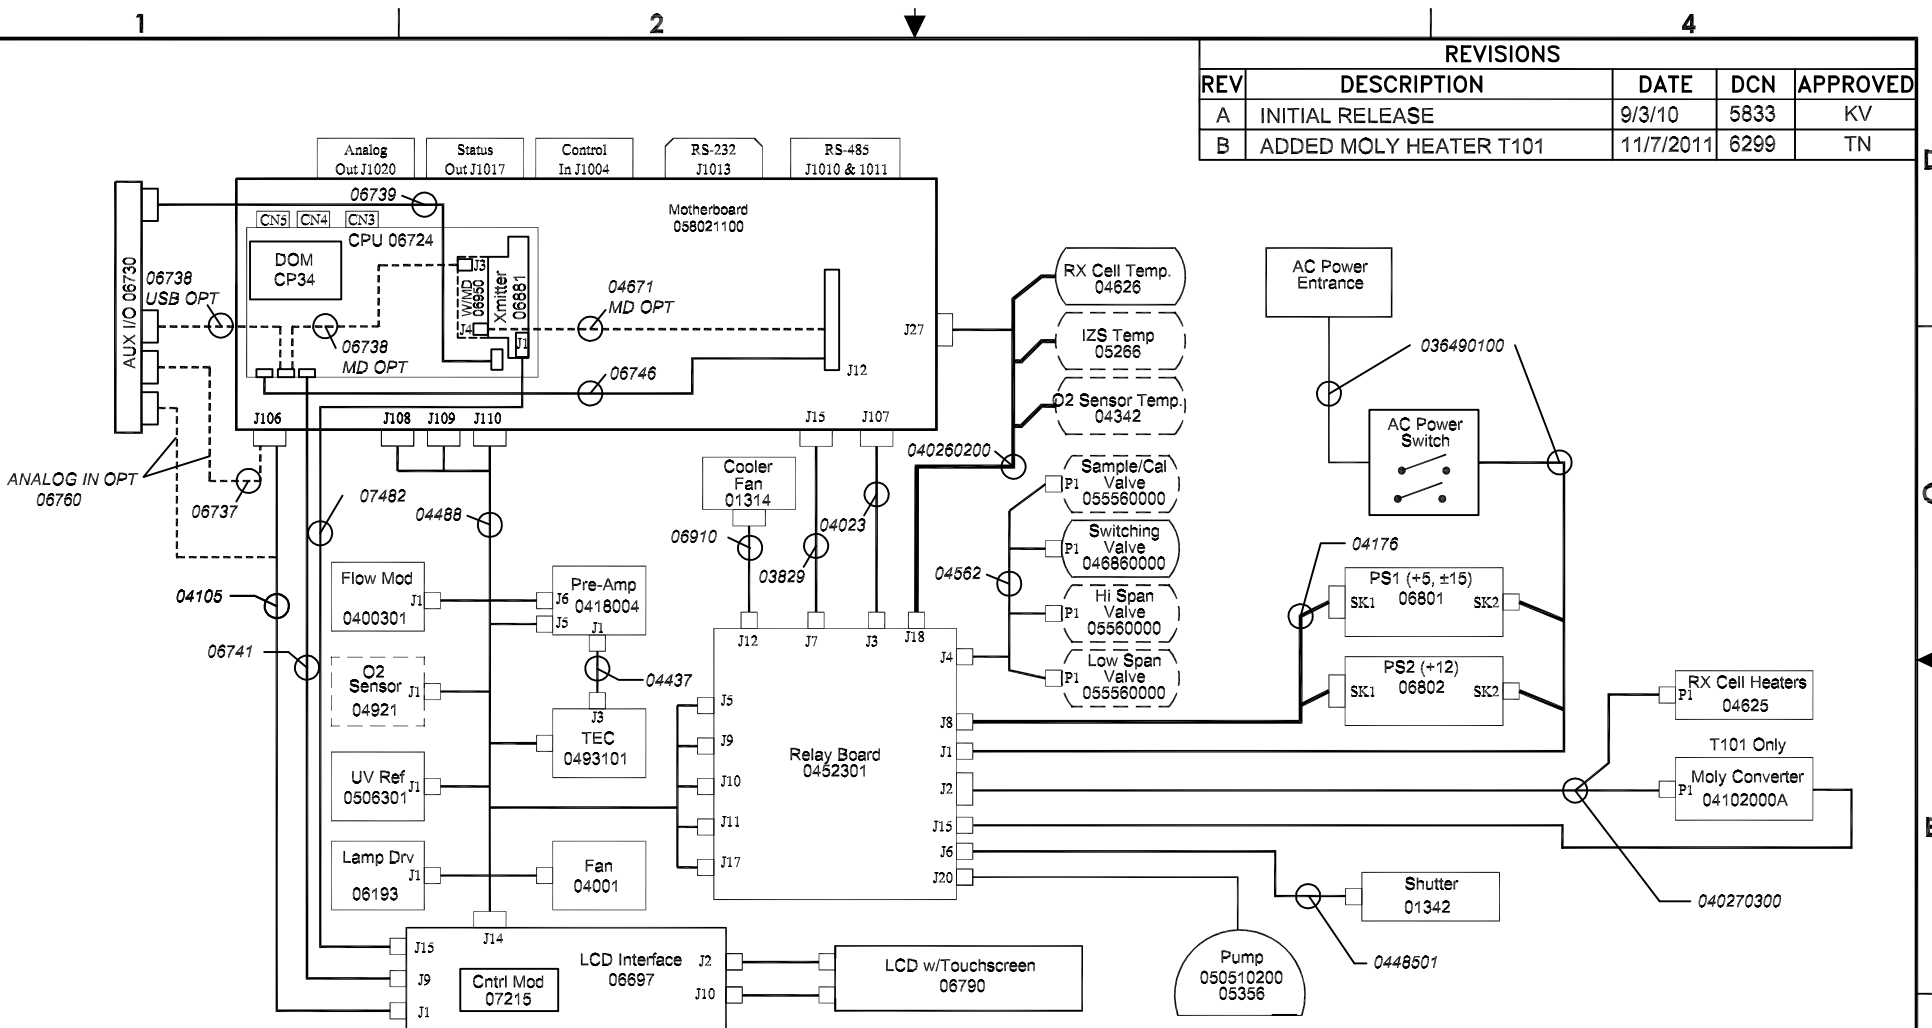 1
2
4
REVISIONS
REV DESCRIPTION DATE DCN APPROVED
A INITIAL RELEASE 9/3/10 5833 KV
B ADDED MOLY HEATER T101 11/7/2011 6299 TN
Analog
Out J1020
Status
Out J1017
Control
In J1004
RS-232
J1013
RS-485
J1010 & 1011
06739
Motherboard
058021100
CN5
CN4
CN3
CPU 06724
DOM
CP34
AUX I/O 06730
06738
USB OPT
06738
MD OPT
J3
W/MD
06950
Xmitter
06881
J4
J1
04671
MD OPT
06746
J12
J27
J106
J108
J109
J110
J15
J107
ANALOG IN OPT
06760
06737
07482
04488
04105
06741
RX Cell Temp.
04626
IZS Temp
05266
O2 Sensor Temp.
04342
040260200
AC Power
Entrance
036490100
AC Power
Switch
Cooler
Fan
01314
06910
03829
04023
04562
Sample/Cal
Valve
055560000
P1
Switching
Valve
046860000
P1
Hi Span
Valve
05560000
P1
Low Span
Valve
055560000
P1
04176
PS1 (+5, ±15)
06801
SK1
SK2
PS2 (+12)
06802
SK1
SK2
Flow Mod
0400301
J1
Pre-Amp
0418004
J6
J5
J1
04437
O2
Sensor
04921
J1
J3
TEC
0493101
UV Ref
0506301
J1
Lamp Drv
06193
J1
Fan
04001
J12
J7
J3
J18
J4
J5
J9
J10
J11
J17
Relay Board
0452301
J8
J1
J2
J15
J6
J20
RX Cell Heaters
04625
P1
T101 Only
Moly Converter
04102000A
P1
040270300
Shutter
01342
0448501
Pump
050510200
05356
J14
J15
J9
J1
LCD Interface
06697
Cntrl Mod
07215
J2
J10
LCD w/Touchscreen
06790